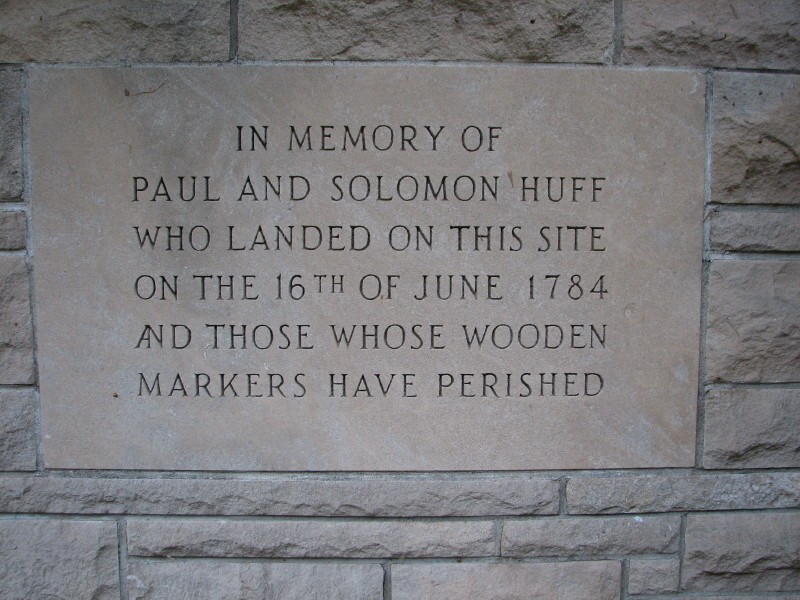 IN MEMORY OF
PAUL AND SOLOMON HUFF
WHO LANDED ON THIS SITE
ON THE 16TH OF JUNE 1784
AND THOSE WHOSE WOODEN
MARKERS HAVE PERISHED